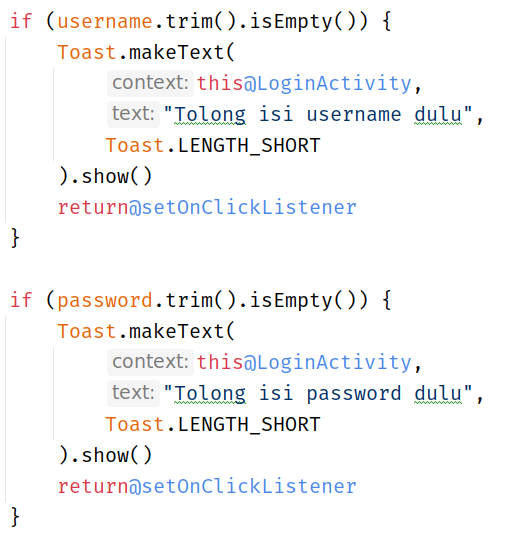 if (username.trim().isEmpty()) {
    Toast.makeText(
        context: this@LoginActivity,
        text: "Tolong isi username dulu",
        Toast.LENGTH_SHORT
    ).show()
    return@setOnClickListener
}

if (password.trim().isEmpty()) {
    Toast.makeText(
        context: this@LoginActivity,
        text: "Tolong isi password dulu",
        Toast.LENGTH_SHORT
    ).show()
    return@setOnClickListener
}